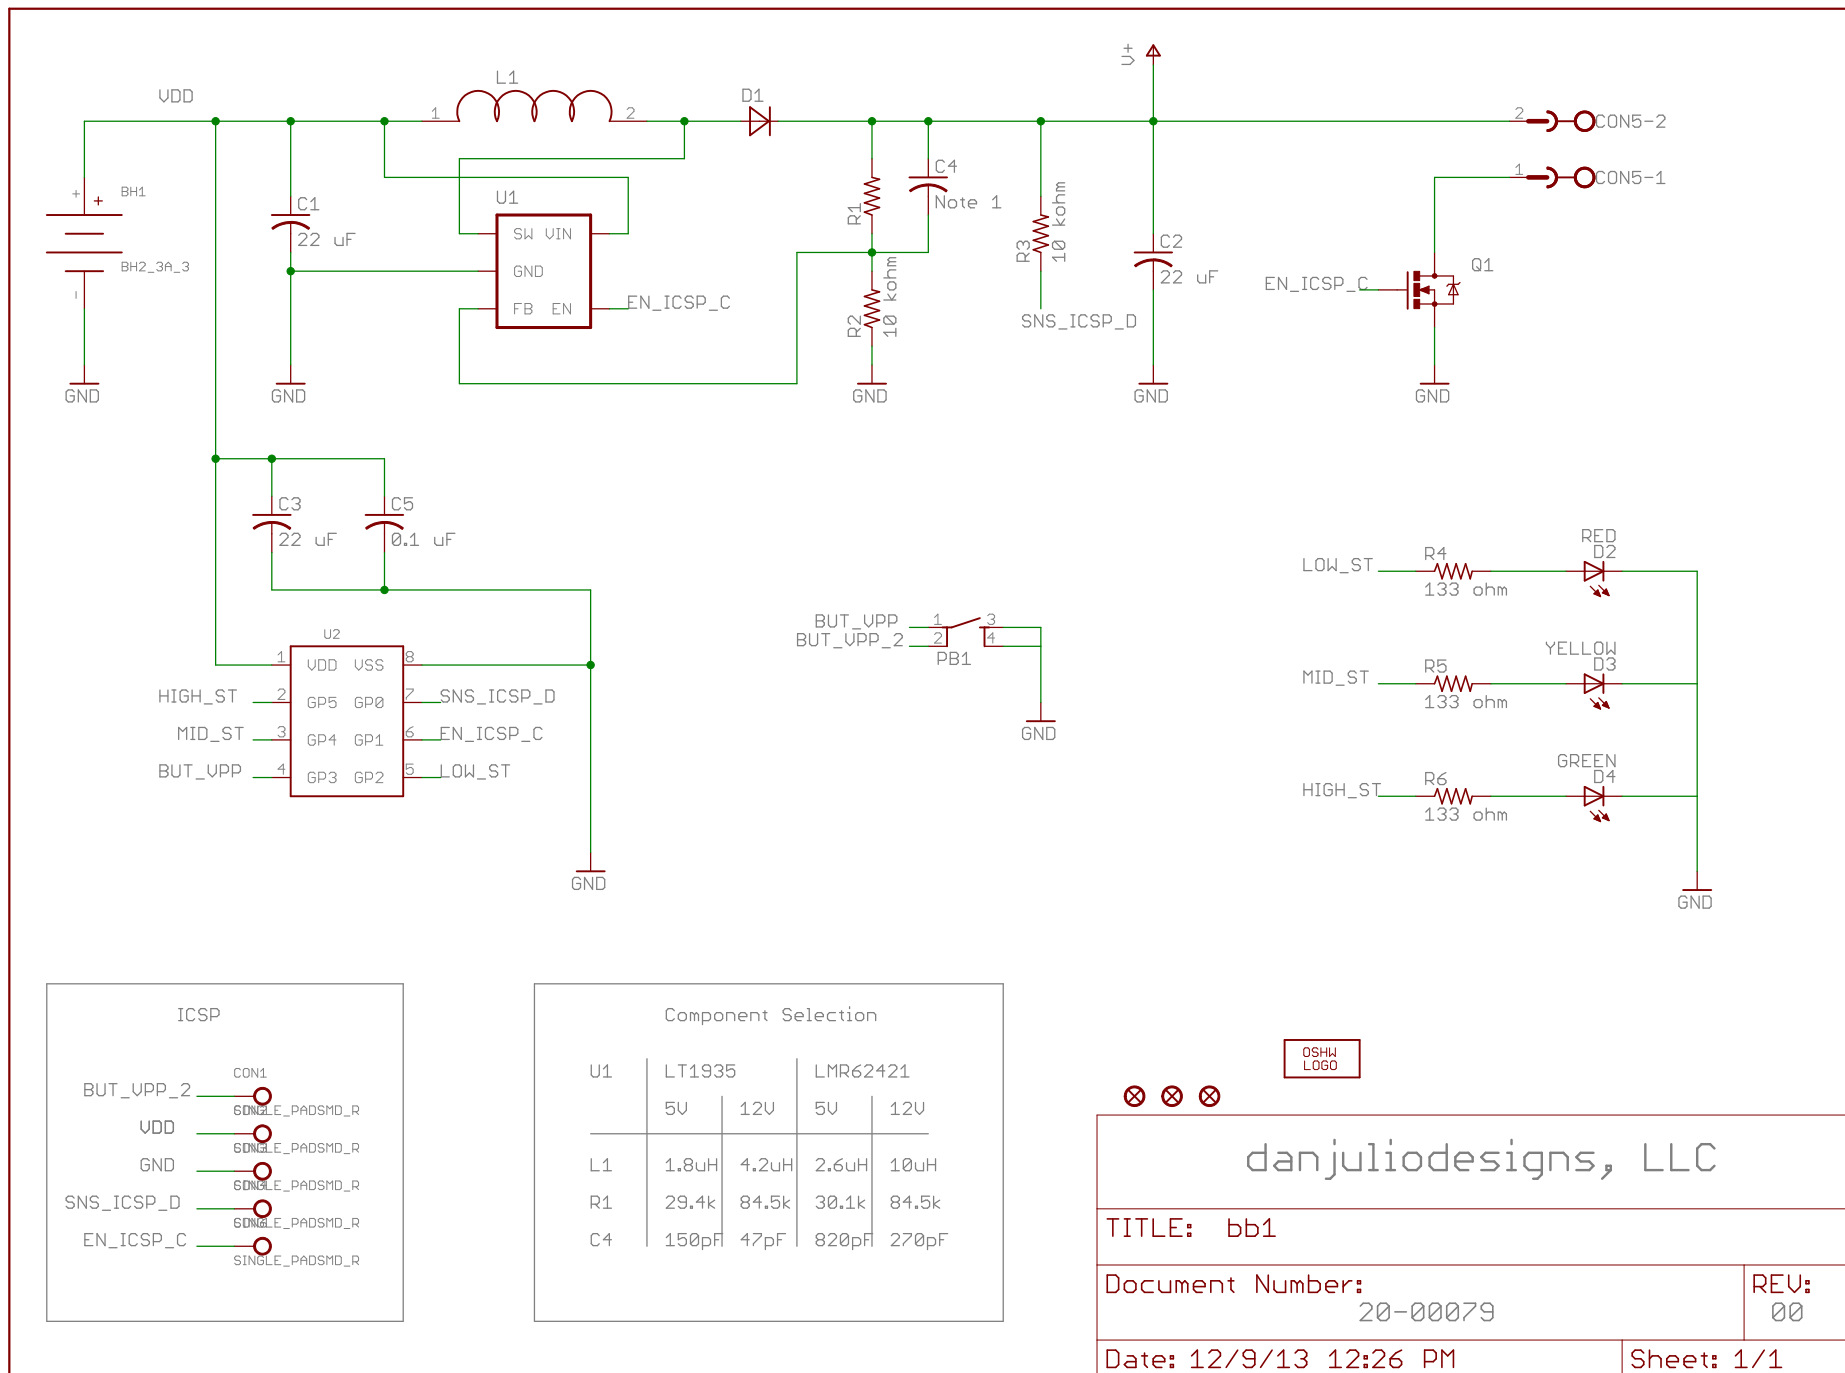 V+
L1
D1
VDD
1
2
2
CON5-2
1
CON5-1
+
+
BH1
BH2_3A_3
-
C1
22 uF
U1
SW VIN
GND
FB EN
EN_ICSP_C
R1
C4
Note 1
R2
10 kohm
R3
10 kohm
SNS_ICSP_D
C2
22 uF
EN_ICSP_C
Q1
GND
GND
GND
GND
GND
C3
22 uF
C5
0.1 uF
U2
1 VDD VSS 8
HIGH_ST 2 GP5 GP0 7 SNS_ICSP_D
MID_ST 3 GP4 GP1 6 EN_ICSP_C
BUT_VPP 4 GP3 GP2 5 LOW_ST
GND
BUT_VPP 1 3
BUT_VPP_2 2 4
PB1
GND
RED
LOW_ST R4 D2
133 ohm
YELLOW
MID_ST R5 D3
133 ohm
GREEN
HIGH_ST R6 D4
133 ohm
GND
ICSP
CON1
BUT_VPP_2
SINGLE_PADSMD_R
VDD
SINGLE_PADSMD_R
GND
SINGLE_PADSMD_R
SNS_ICSP_D
SINGLE_PADSMD_R
EN_ICSP_C
SINGLE_PADSMD_R
Component Selection
U1 LT1935 LMR62421
5V 12V 5V 12V
L1 1.8uH 4.2uH 2.6uH 10uH
R1 29.4k 84.5k 30.1k 84.5k
C4 150pF 47pF 820pF 270pF
OSHW
LOGO
danjuliodesigns, LLC
TITLE: bb1
Document Number:
20-00079
REV:
00
Date: 12/9/13 12:26 PM
Sheet: 1/1